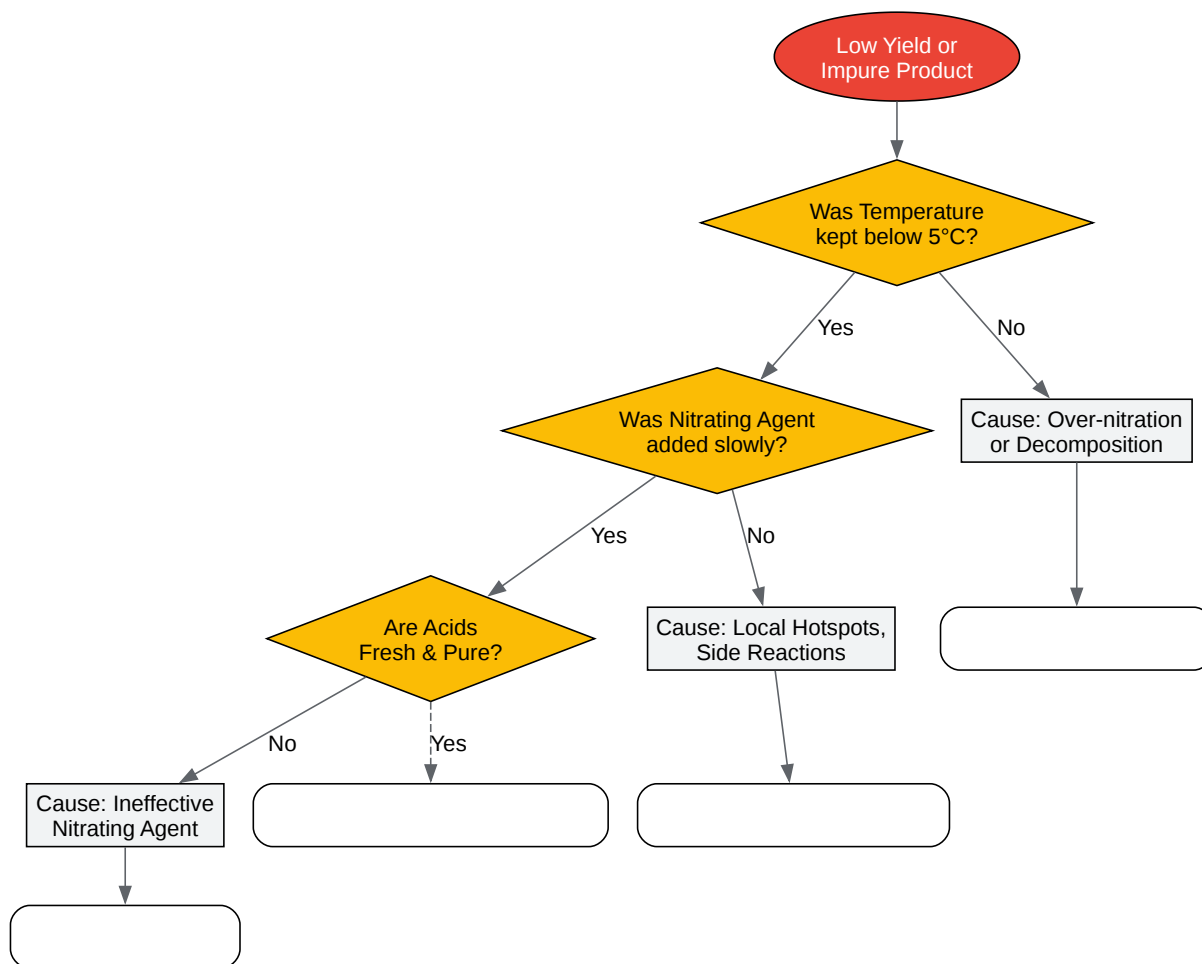 Low Yield or
Impure Product
Was Temperature
kept below 5°C?
Yes
No
Was Nitrating Agent
added slowly?
Cause: Over-nitration
or Decomposition
Yes
No
Are Acids
Fresh & Pure?
Cause: Local Hotspots,
Side Reactions
No
Yes
Cause: Ineffective
Nitrating Agent